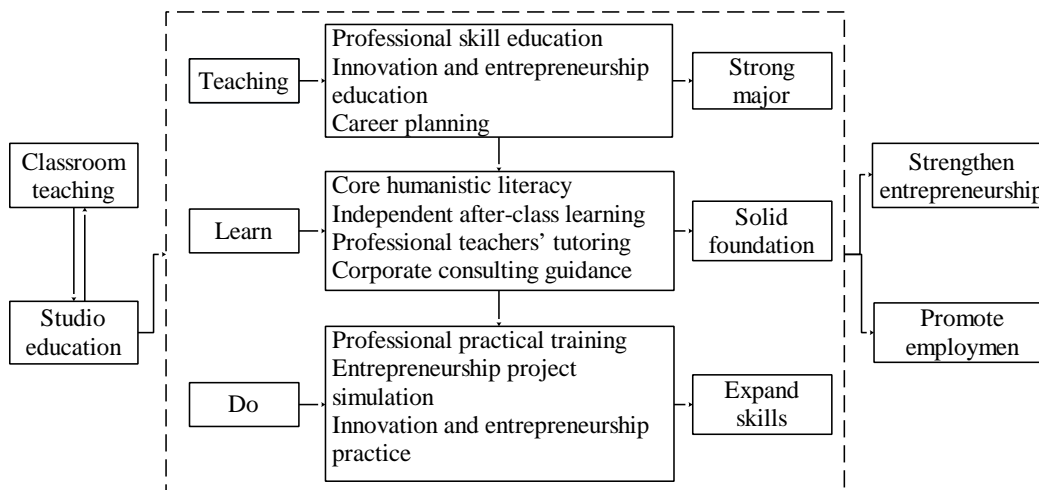 Classroom
teaching
Studio
education
Teaching
Professional skill education
Innovation and entrepreneurship
education
Career planning
Strong
major
Learn
Core humanistic literacy
Independent after-class learning
Professional teachers’ tutoring
Corporate consulting guidance
Solid
foundation
Do
Professional practical training
Entrepreneurship project
simulation
Innovation and entrepreneurship
practice
Expand
skills
Strengthen
entrepreneurship
Promote
employmen